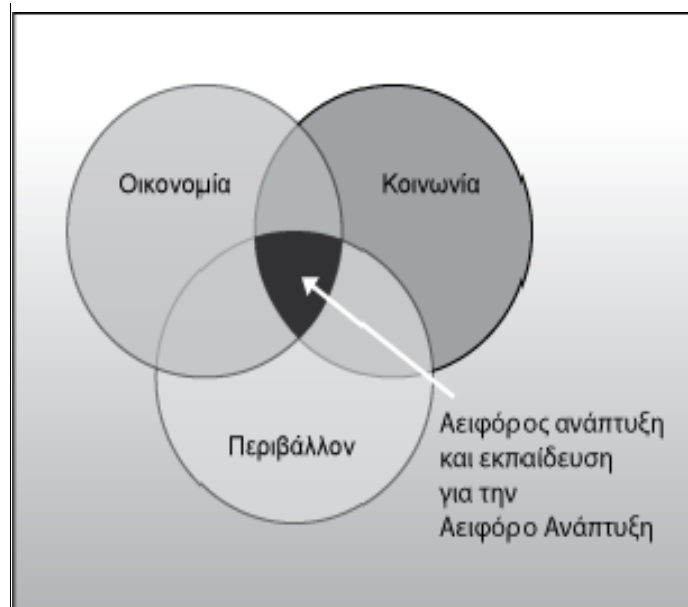 Οικονομία
Κοινωνία
Περιβάλλον
Αειφόρος ανάπτυξη
και εκπαίδευση
για την
Αειφόρο Ανάπτυξη